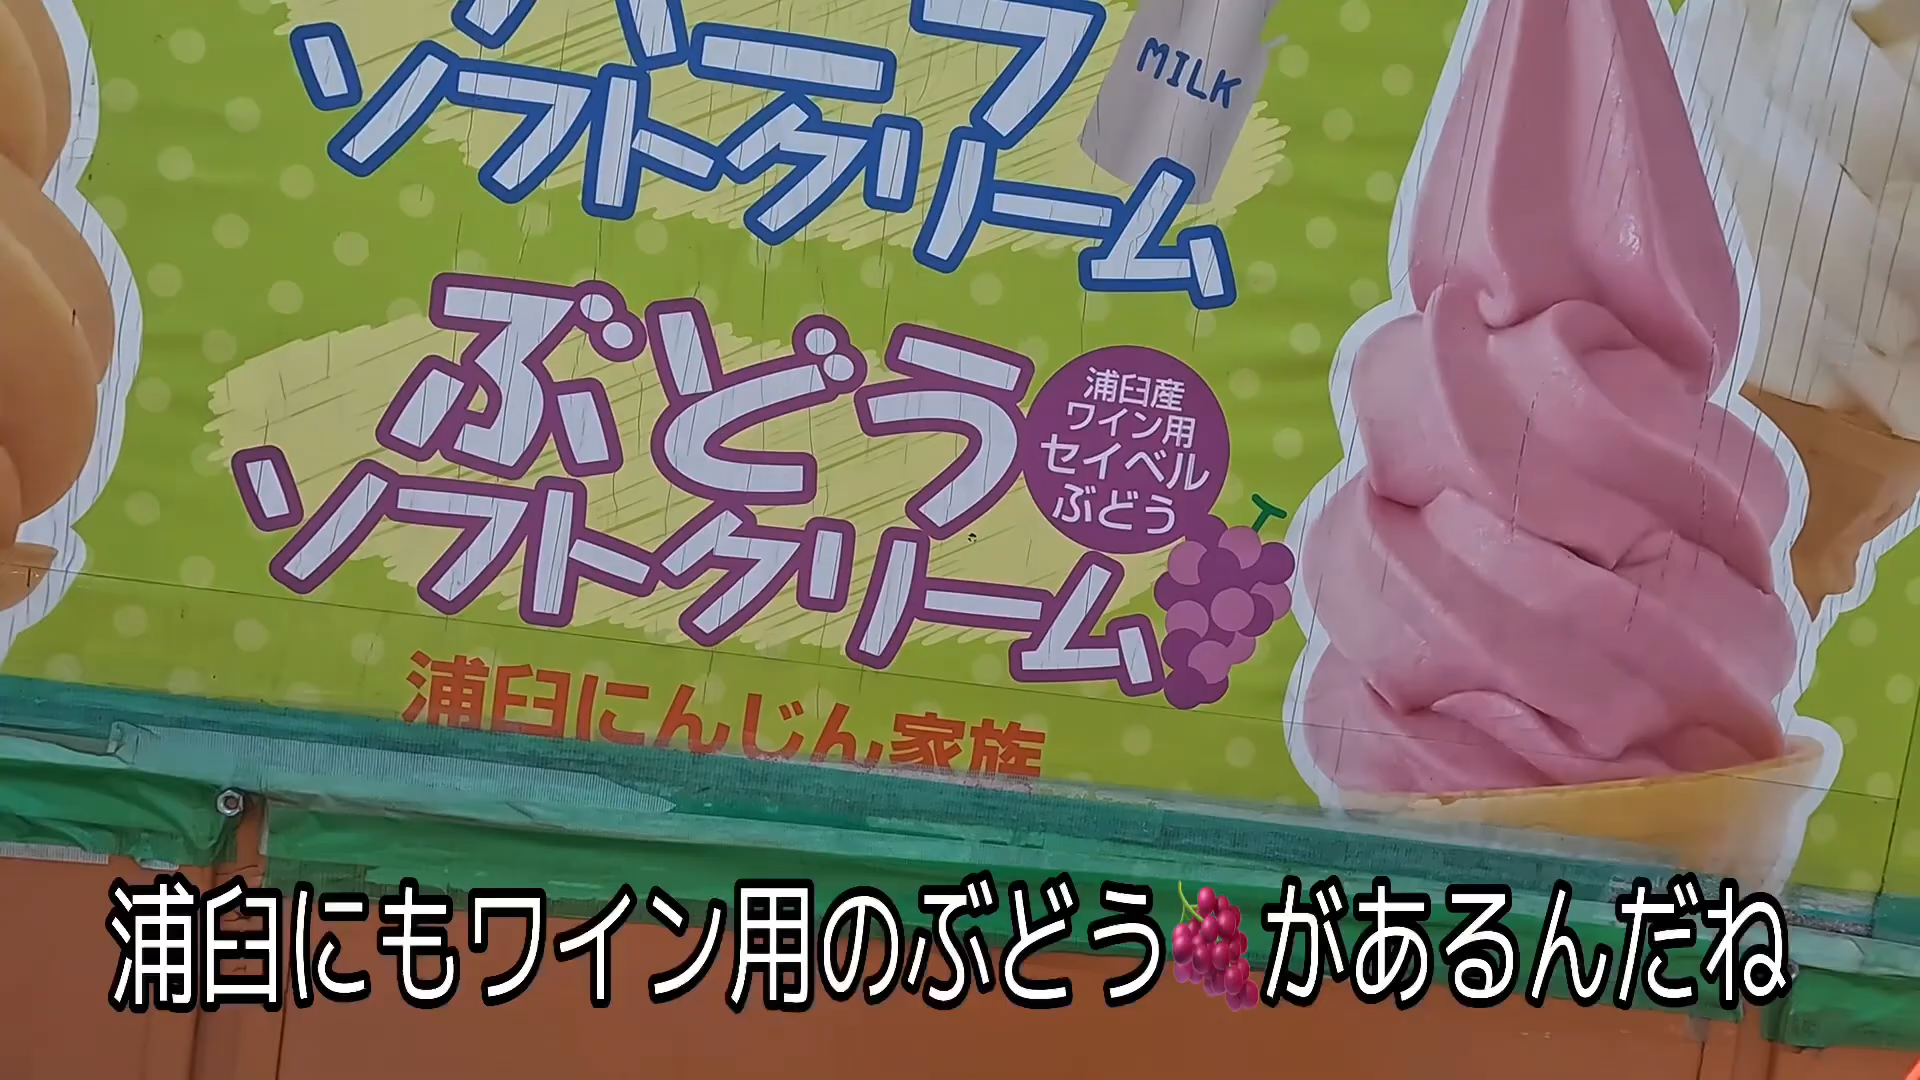 ハーフ
ソフトクリーム
MILK
ぶどう
ソフトクリーム
浦臼産
ワイン用
セイベル
ぶどう
浦臼にんじん家族
浦臼にもワイン用のぶどう🍇があるんだね